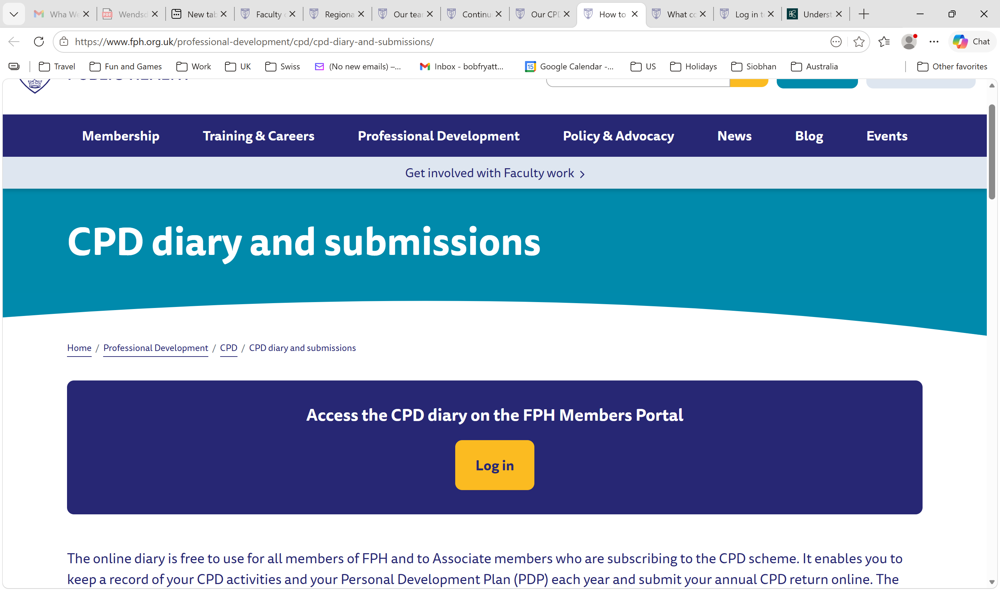 Wha We
PDF
Wendsd
New tab
Faculty
Regiona
Our tea
Continu
Our CPD
How to
What co
Log in t
Underst
https://www.fph.org.uk/professional-development/cpd/cpd-diary-and-submissions/
Chat
Travel
Fun and Games
Work
UK
Swiss
(No new emails) –...
Inbox - bobfryatt...
15
Google Calendar -...
US
Holidays
Siobhan
Australia
Other favorites
PUBLIC HEALTH
Membership
Training & Careers
Professional Development
Policy & Advocacy
News
Blog
Events
Get involved with Faculty work >
CPD diary and submissions
Home / Professional Development / CPD / CPD diary and submissions
Access the CPD diary on the FPH Members Portal
Log in
The online diary is free to use for all members of FPH and to Associate members who are subscribing to the CPD scheme. It enables you to
keep a record of your CPD activities and your Personal Development Plan (PDP) each year and submit your annual CPD return online. The